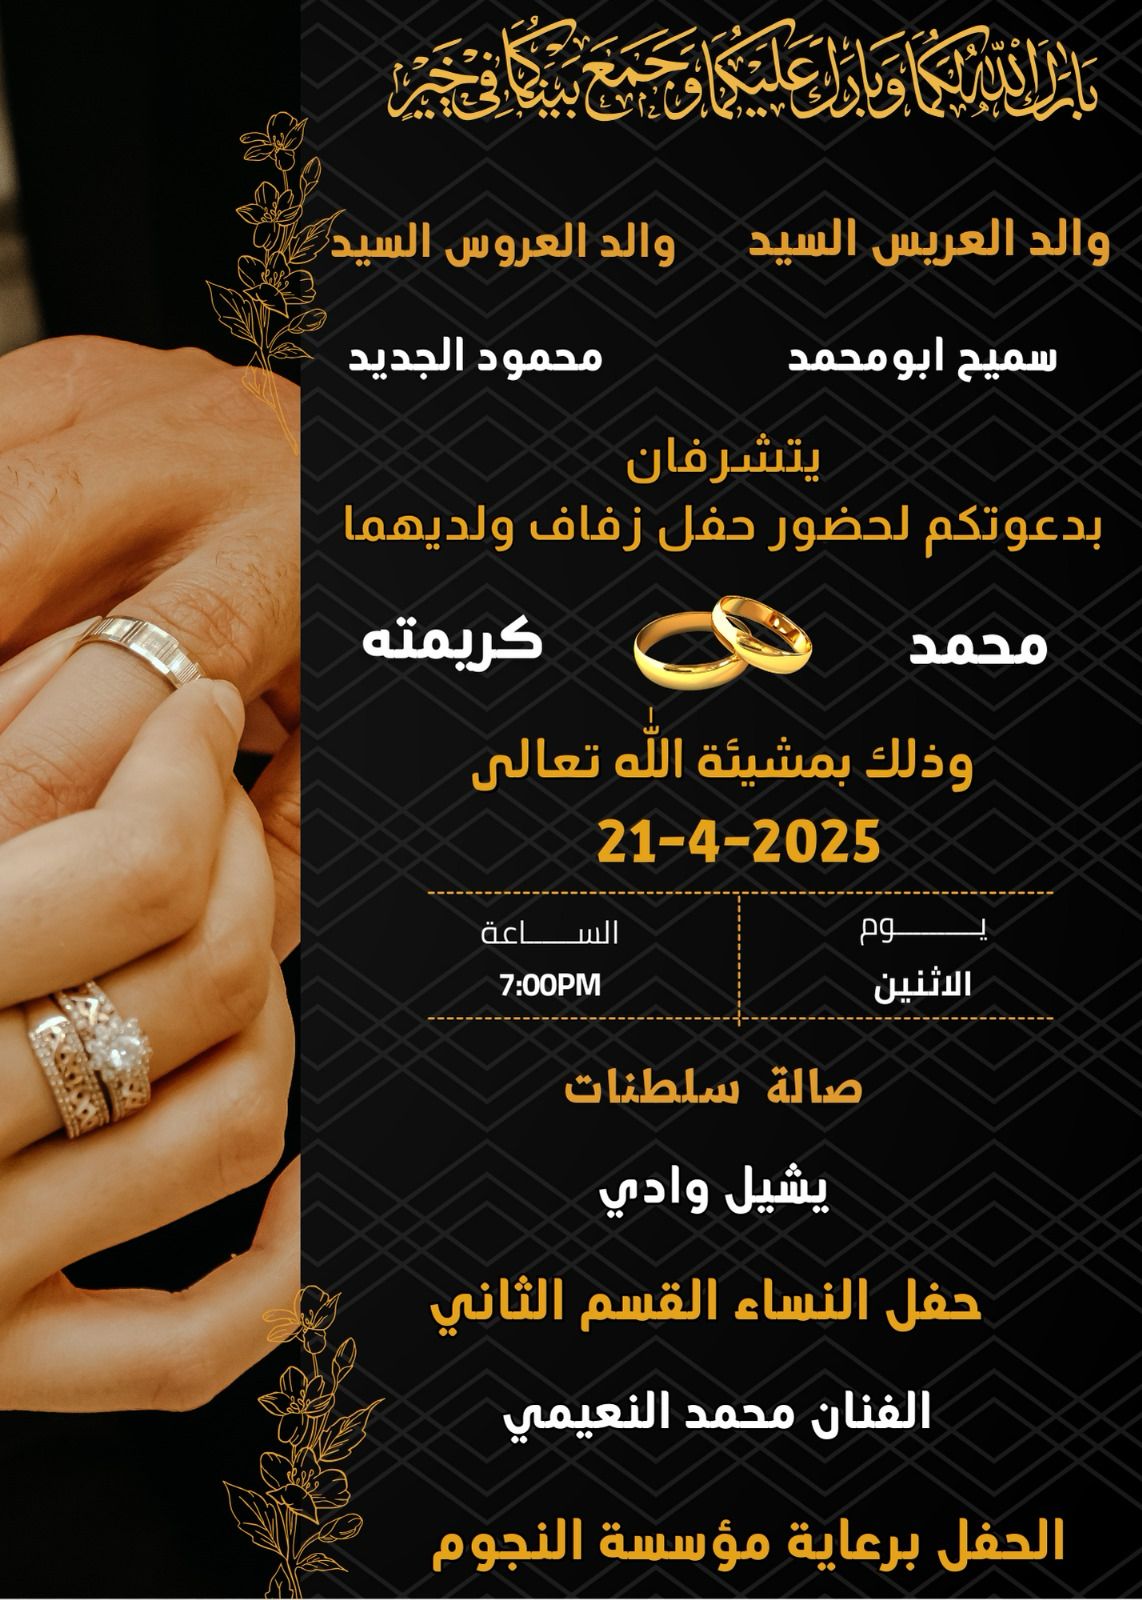 بارك الله لكما وبارك عليكما وجمع بينكما في خير
والد العريس السيد
والد العروس السيد
سميح ابومحمد
محمود الجديد
يتشرفان
بدعوتكم لحضور حفل زفاف ولديهما
محمد
كريمته
وذلك بمشيئة الله تعالى
21-4-2025
يـــــــوم
الســـــاعة
الاثنين
7:00PM
صالة سلطنات
يشيل وادي
حفل النساء القسم الثاني
الفنان محمد النعيمي
الحفل برعاية مؤسسة النجوم